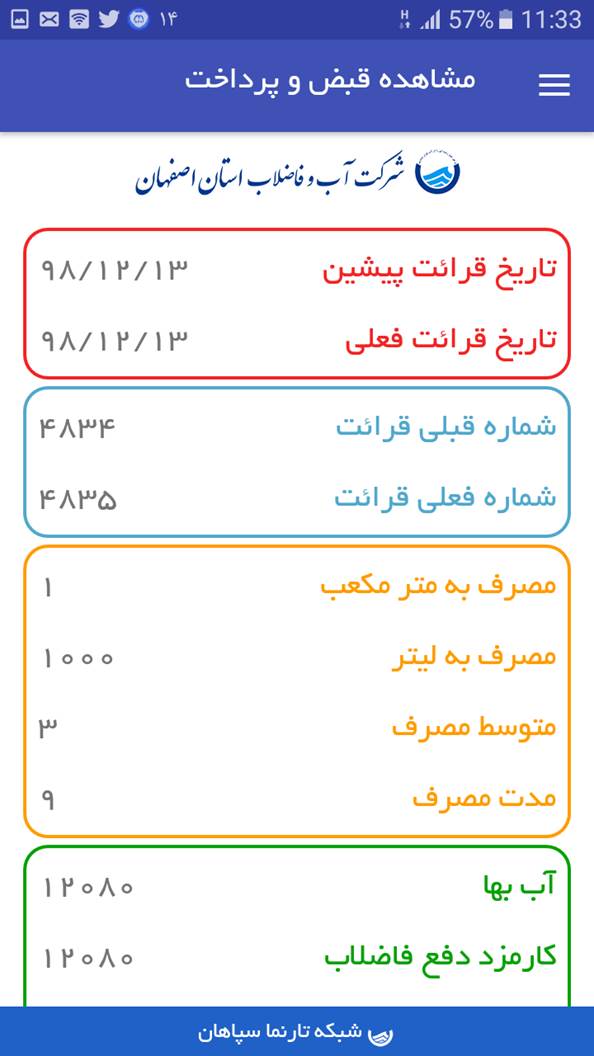 ۱۴ H 57% 11:33
مشاهده قبض و پرداخت
شرکت آب و فاضلاب استان اصفهان
تاریخ قرائت پیشین ۹۸/۱۲/۱۳
تاریخ قرائت فعلی ۹۸/۱۲/۱۳
شماره قبلی قرائت ۴۸۳۴
شماره فعلی قرائت ۴۸۳۵
مصرف به متر مکعب ۱
مصرف به لیتر ۱۰۰۰
متوسط مصرف ۳
مدت مصرف ۹
آب بها ۱۲۰۸۰
کارمزد دفع فاضلاب ۱۲۰۸۰
شبکه تارنما سپاهان